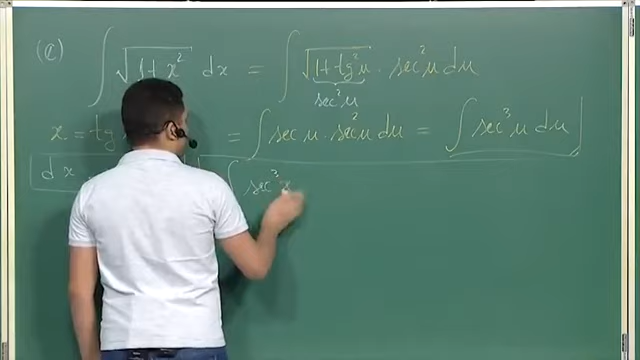 (c) ∫ √(1+x²) dx = ∫ √(1+tg²u) · sec²u du
sec²u
x = tg = ∫ sec u · sec²u du = ∫ sec³u du
dx ∫ sec³